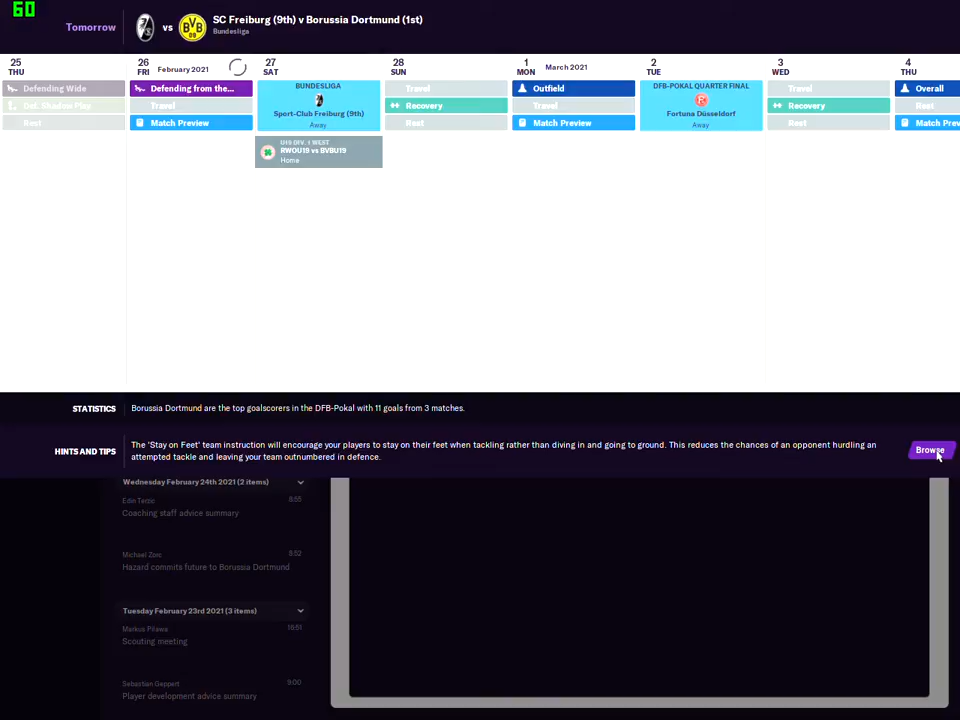 60
Tomorrow
vs
SC Freiburg (9th) v Borussia Dortmund (1st)
Bundesliga
25
THU
26
FRI
February 2021
27
SAT
28
SUN
1
MON
March 2021
2
TUE
3
WED
4
THU
Defending Wide
Def. Shadow Play
Rest
Defending from the...
Travel
Match Preview
BUNDESLIGA
Sport-Club Freiburg (9th)
Away
U19 DIV. 1 WEST
RWOU19 vs BVBU19
Home
Travel
Recovery
Rest
Outfield
Travel
Match Preview
DFB-POKAL QUARTER FINAL
Fortuna Düsseldorf
Away
Travel
Recovery
Rest
Overall
Rest
Match Prev
STATISTICS
Borussia Dortmund are the top goalscorers in the DFB-Pokal with 11 goals from 3 matches.
HINTS AND TIPS
The 'Stay on Feet' team instruction will encourage your players to stay on their feet when tackling rather than diving in and going to ground. This reduces the chances of an opponent hurdling an
attempted tackle and leaving your team outnumbered in defence.
Browse
Wednesday February 24th 2021 (2 items)
Edin Terzic
8:55
Coaching staff advice summary
Michael Zorc
8:52
Hazard commits future to Borussia Dortmund
Tuesday February 23rd 2021 (3 items)
Markus Pilawa
16:51
Scouting meeting
Sebastian Geppert
9:00
Player development advice summary